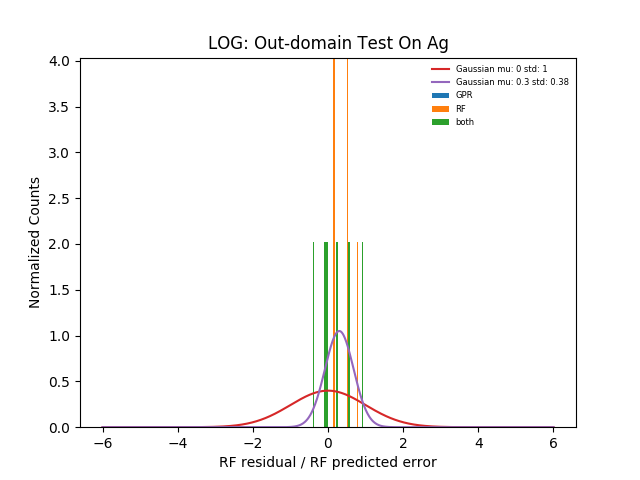 LOG: Out-domain Test On Ag
Gaussian mu: 0 std: 1
Gaussian mu: 0.3 std: 0.38
GPR
RF
both
Normalized Counts
4.0
3.5
3.0
2.5
2.0
1.5
1.0
0.5
0.0
−6 −4 −2 0 2 4 6
RF residual / RF predicted error